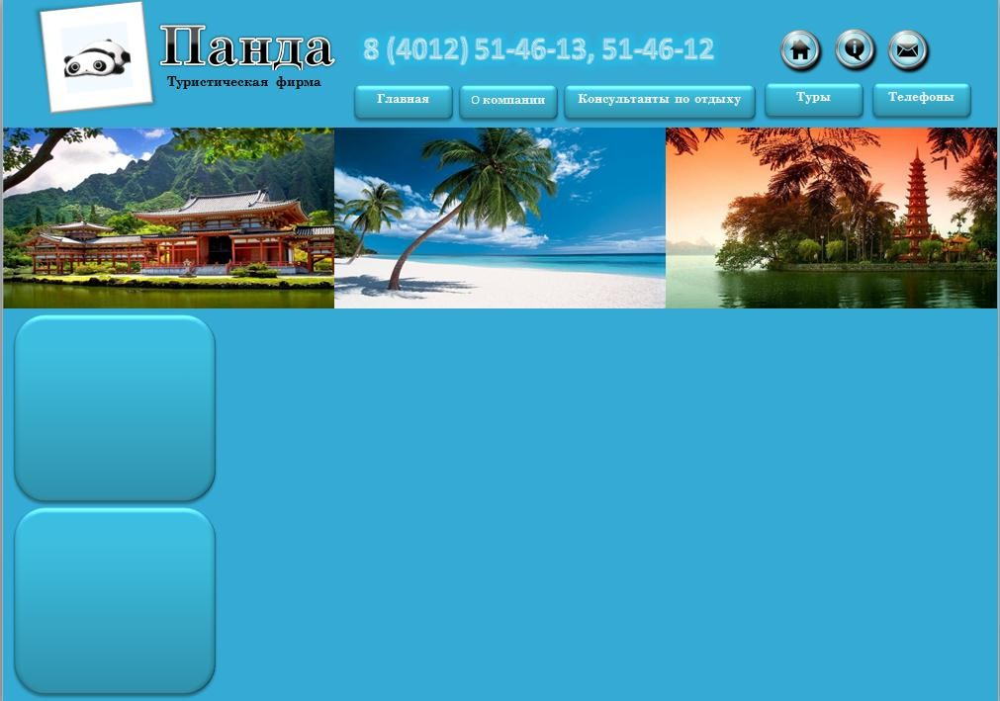 Панда
Туристическая фирма
8 (4012) 51-46-13, 51-46-12
Главная
О компании
Консультанты по отдыху
Туры
Телефоны